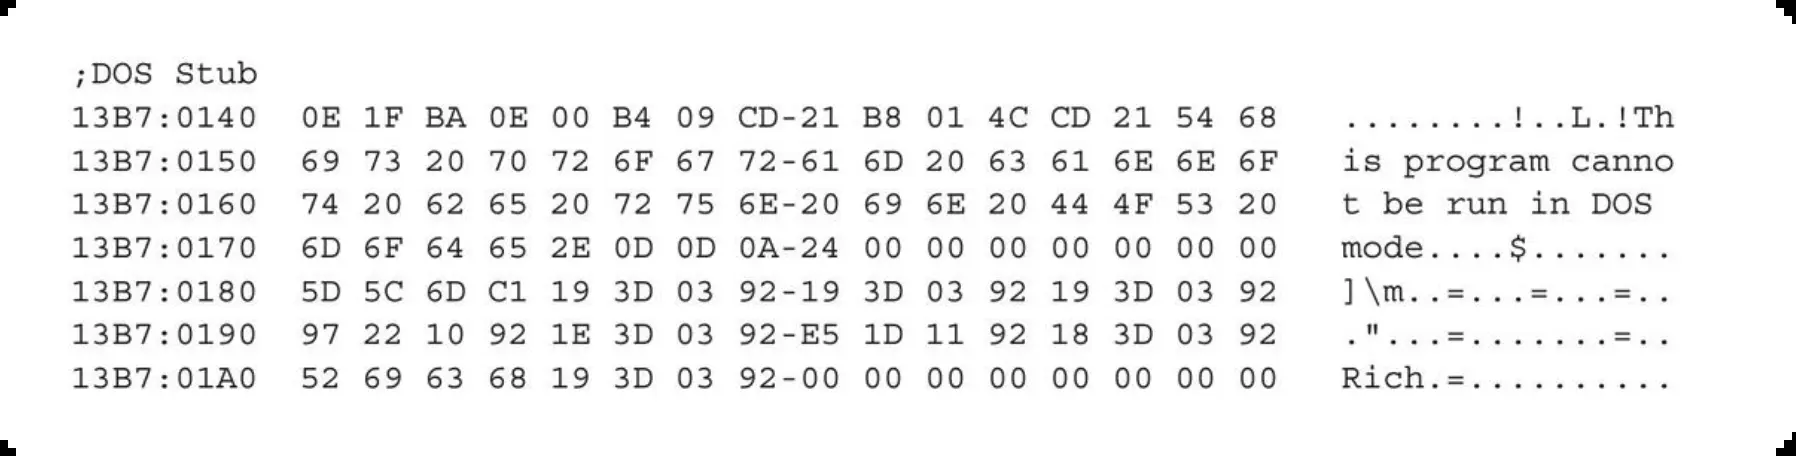 ;DOS Stub
13B7:0140 0E 1F BA 0E 00 B4 09 CD-21 B8 01 4C CD 21 54 68 ........!..L.!Th
13B7:0150 69 73 20 70 72 6F 67 72-61 6D 20 63 61 6E 6E 6F is program canno
13B7:0160 74 20 62 65 20 72 75 6E-20 69 6E 20 44 4F 53 20 t be run in DOS
13B7:0170 6D 6F 64 65 2E 0D 0D 0A-24 00 00 00 00 00 00 00 mode....$.......
13B7:0180 5D 5C 6D C1 19 3D 03 92-19 3D 03 92 19 3D 03 92 ]\m..=...=...=..
13B7:0190 97 22 10 92 1E 3D 03 92-E5 1D 11 92 18 3D 03 92 ."...=.......=..
13B7:01A0 52 69 63 68 19 3D 03 92-00 00 00 00 00 00 00 00 Rich.=..........